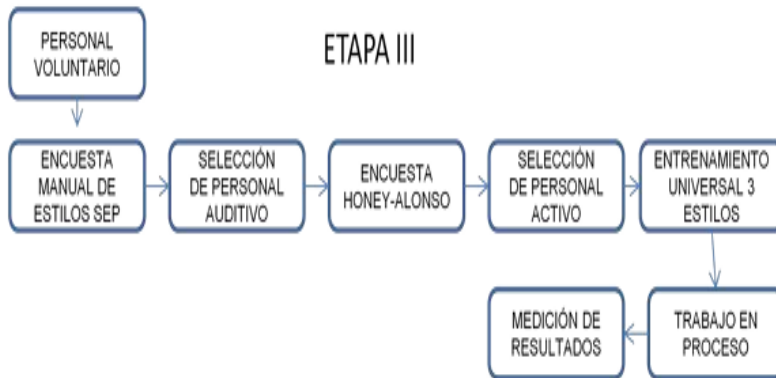 PERSONAL
VOLUNTARIO
ETAPA III
ENCUESTA
MANUAL DE
ESTILOS SEP
SELECCIÓN
DE PERSONAL
AUDITIVO
ENCUESTA
HONEY-ALONSO
SELECCIÓN
DE PERSONAL
ACTIVO
ENTRENAMIENTO
UNIVERSAL 3
ESTILOS
MEDICIÓN DE
RESULTADOS
TRABAJO EN
PROCESO